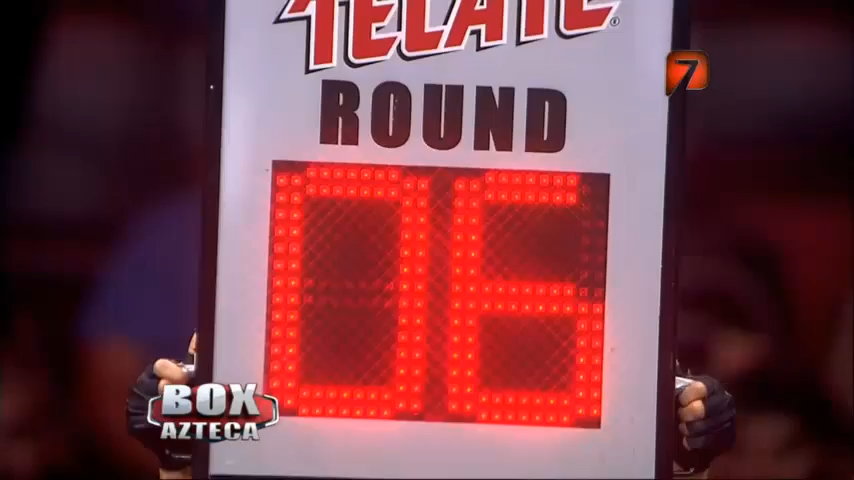 TECATE
7
ROUND
06
BOX
AZTECA